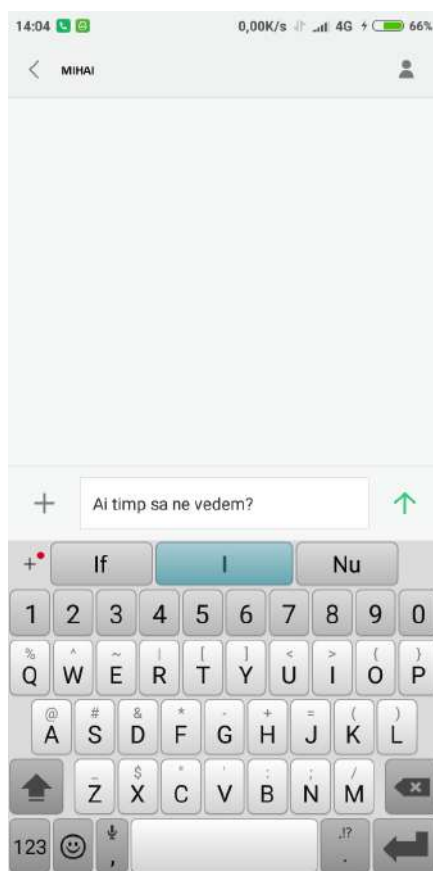 14:04 0,00K/s 4G 66%
MIHAI
Ai timp sa ne vedem?
If I Nu
1 2 3 4 5 6 7 8 9 0
% ^ ~ | [ ] < > { }
Q W E R T Y U I O P
@ # & * - + = ( )
A S D F G H J K L
_ $ " ' : ; /
Z X C V B N M
123 , .!? .